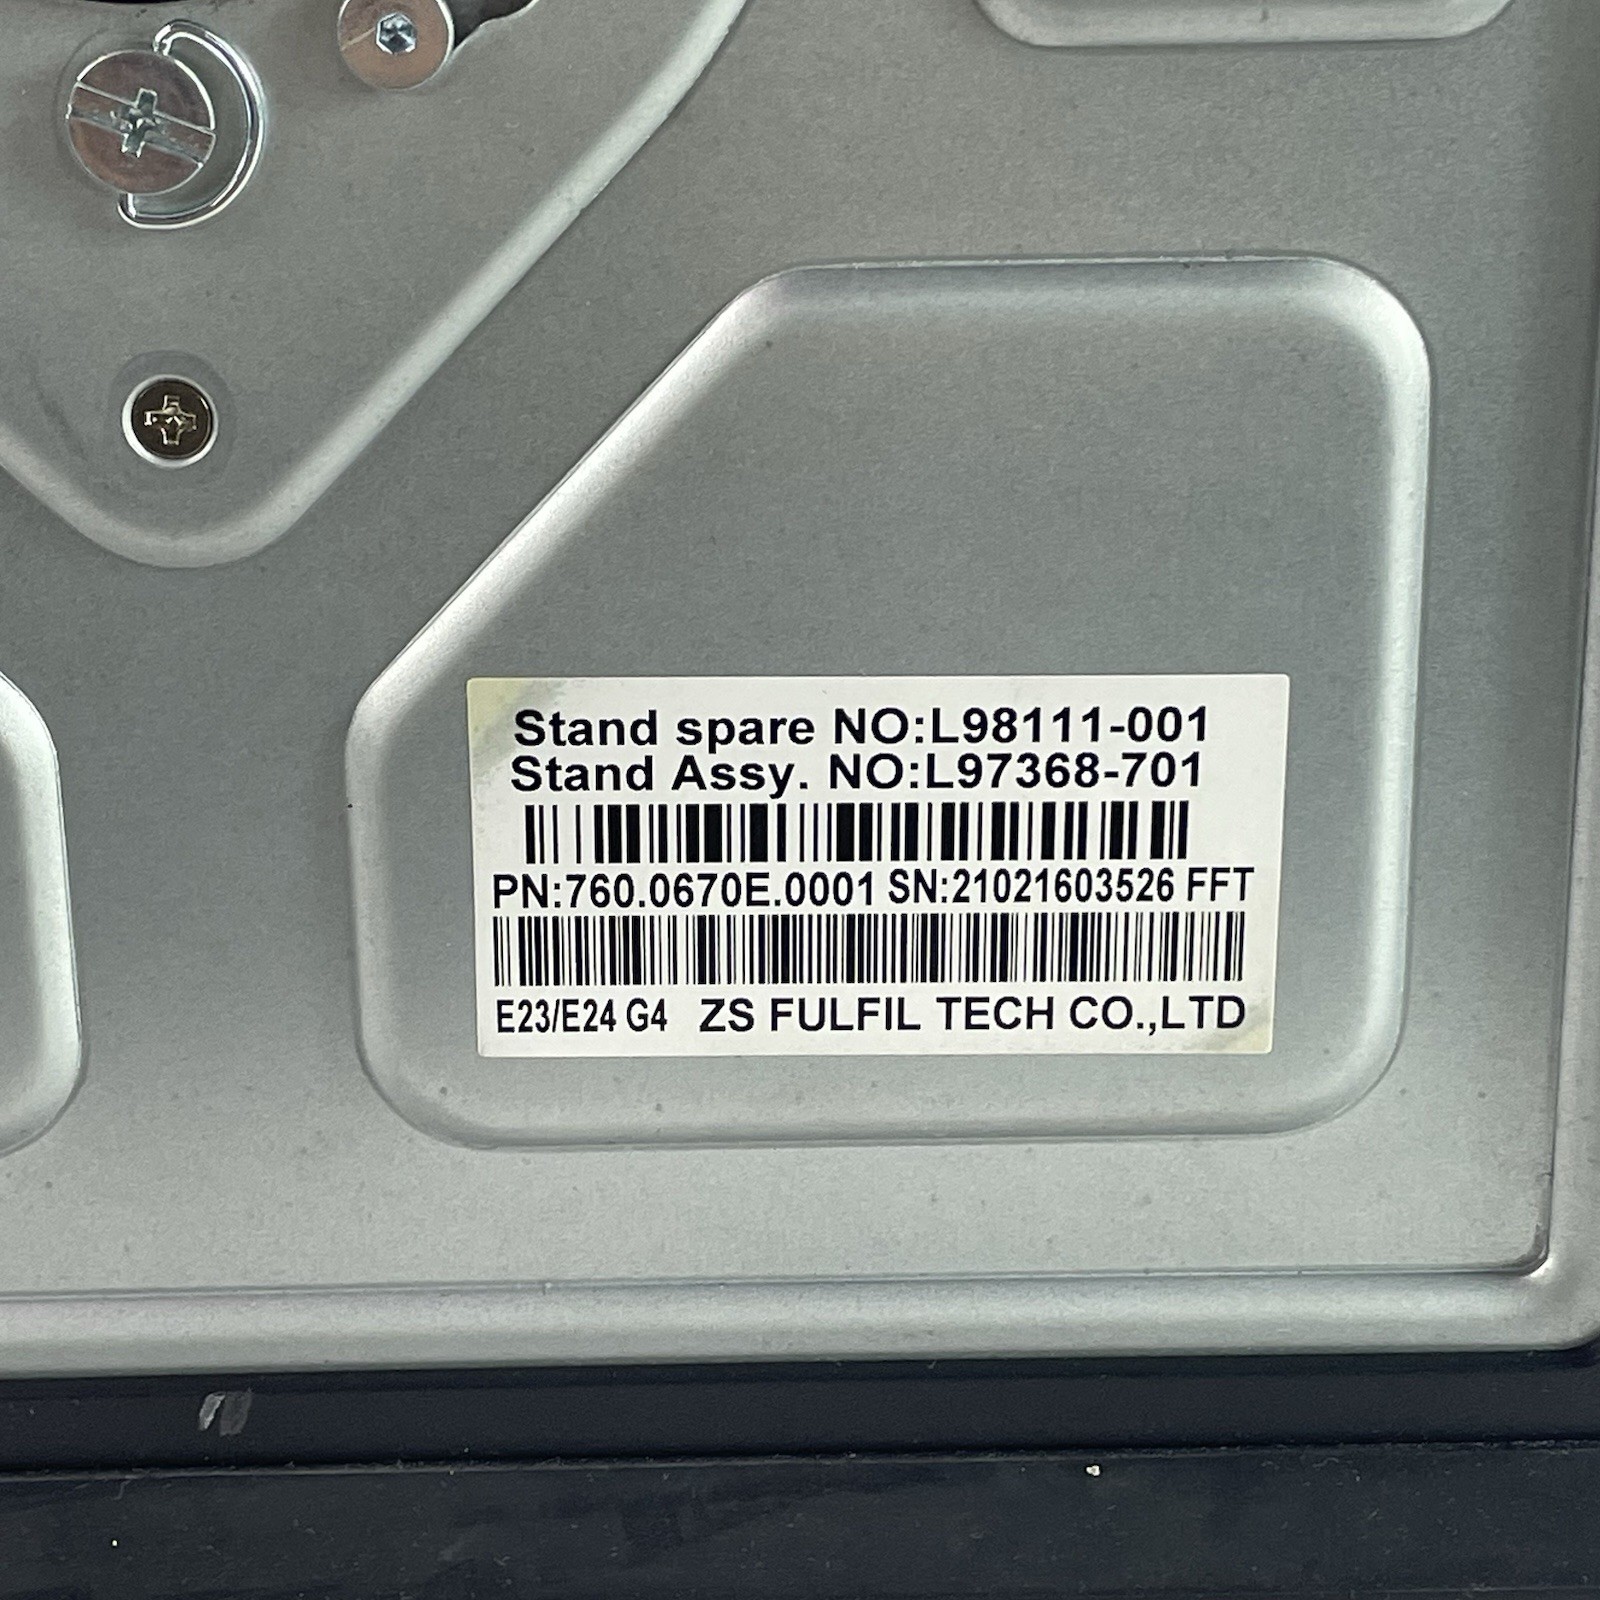 Stand spare NO:L98111-001
Stand Assy. NO:L97368-701
PN:760.0670E.0001 SN:21021603526 FFT
E23/E24 G4 ZS FULFIL TECH CO.,LTD